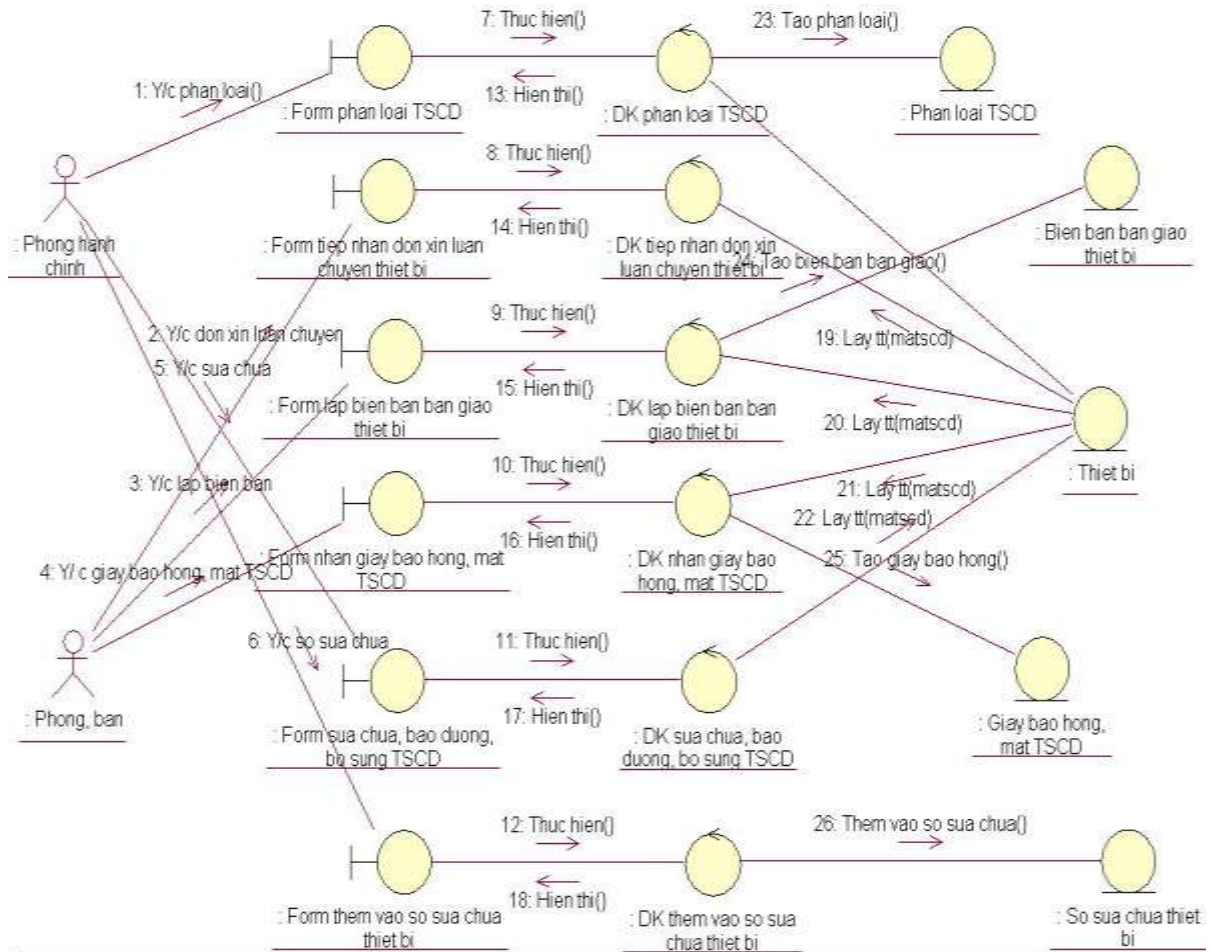 7: Thuc hien()
23: Tao phan loai()
1: Y/c phan loai()
13: Hien thi()
: Form phan loai TSCD
: DK phan loai TSCD
: Phan loai TSCD
8: Thuc hien()
14: Hien thi()
: Phong hanh
chinh
: Form tiep nhan don xin luan
chuyen thiet bi
: DK tiep nhan don xin
luan chuyen thiet bi
: Bien ban ban giao
thiet bi
24: Tao bien ban ban giao()
2: Y/c don xin luan chuyen
9: Thuc hien()
19: Lay tt(matscd)
5: Y/c sua chua
15: Hien thi()
: Form lap bien ban ban giao
thiet bi
: DK lap bien ban ban
giao thiet bi
20: Lay tt(matscd)
: Thiet bi
3: Y/c lap bien ban
10: Thuc hien()
21: Lay tt(matscd)
16: Hien thi()
22: Lay tt(matscd)
: Form nhan giay bao hong, mat
TSCD
: DK nhan giay bao
hong, mat TSCD
4: Y/ c giay bao hong, mat TSCD
25: Tao giay bao hong()
6: Y/c so sua chua
11: Thuc hien()
17: Hien thi()
: Phong, ban
: Form sua chua, bao duong,
bo sung TSCD
: DK sua chua, bao
duong, bo sung TSCD
: Giay bao hong,
mat TSCD
12: Thuc hien()
26: Them vao so sua chua()
18: Hien thi()
: Form them vao so sua chua
thiet bi
: DK them vao so sua
chua thiet bi
: So sua chua thiet
bi